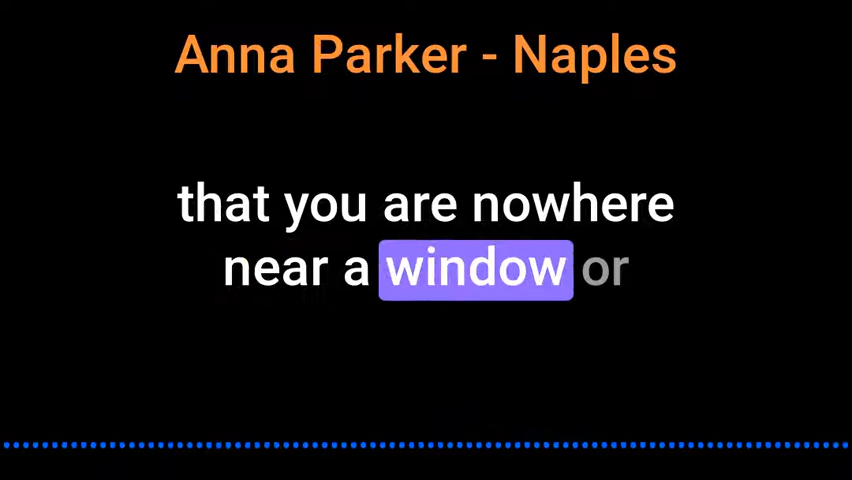 Anna Parker - Naples
that you are nowhere
near a window or